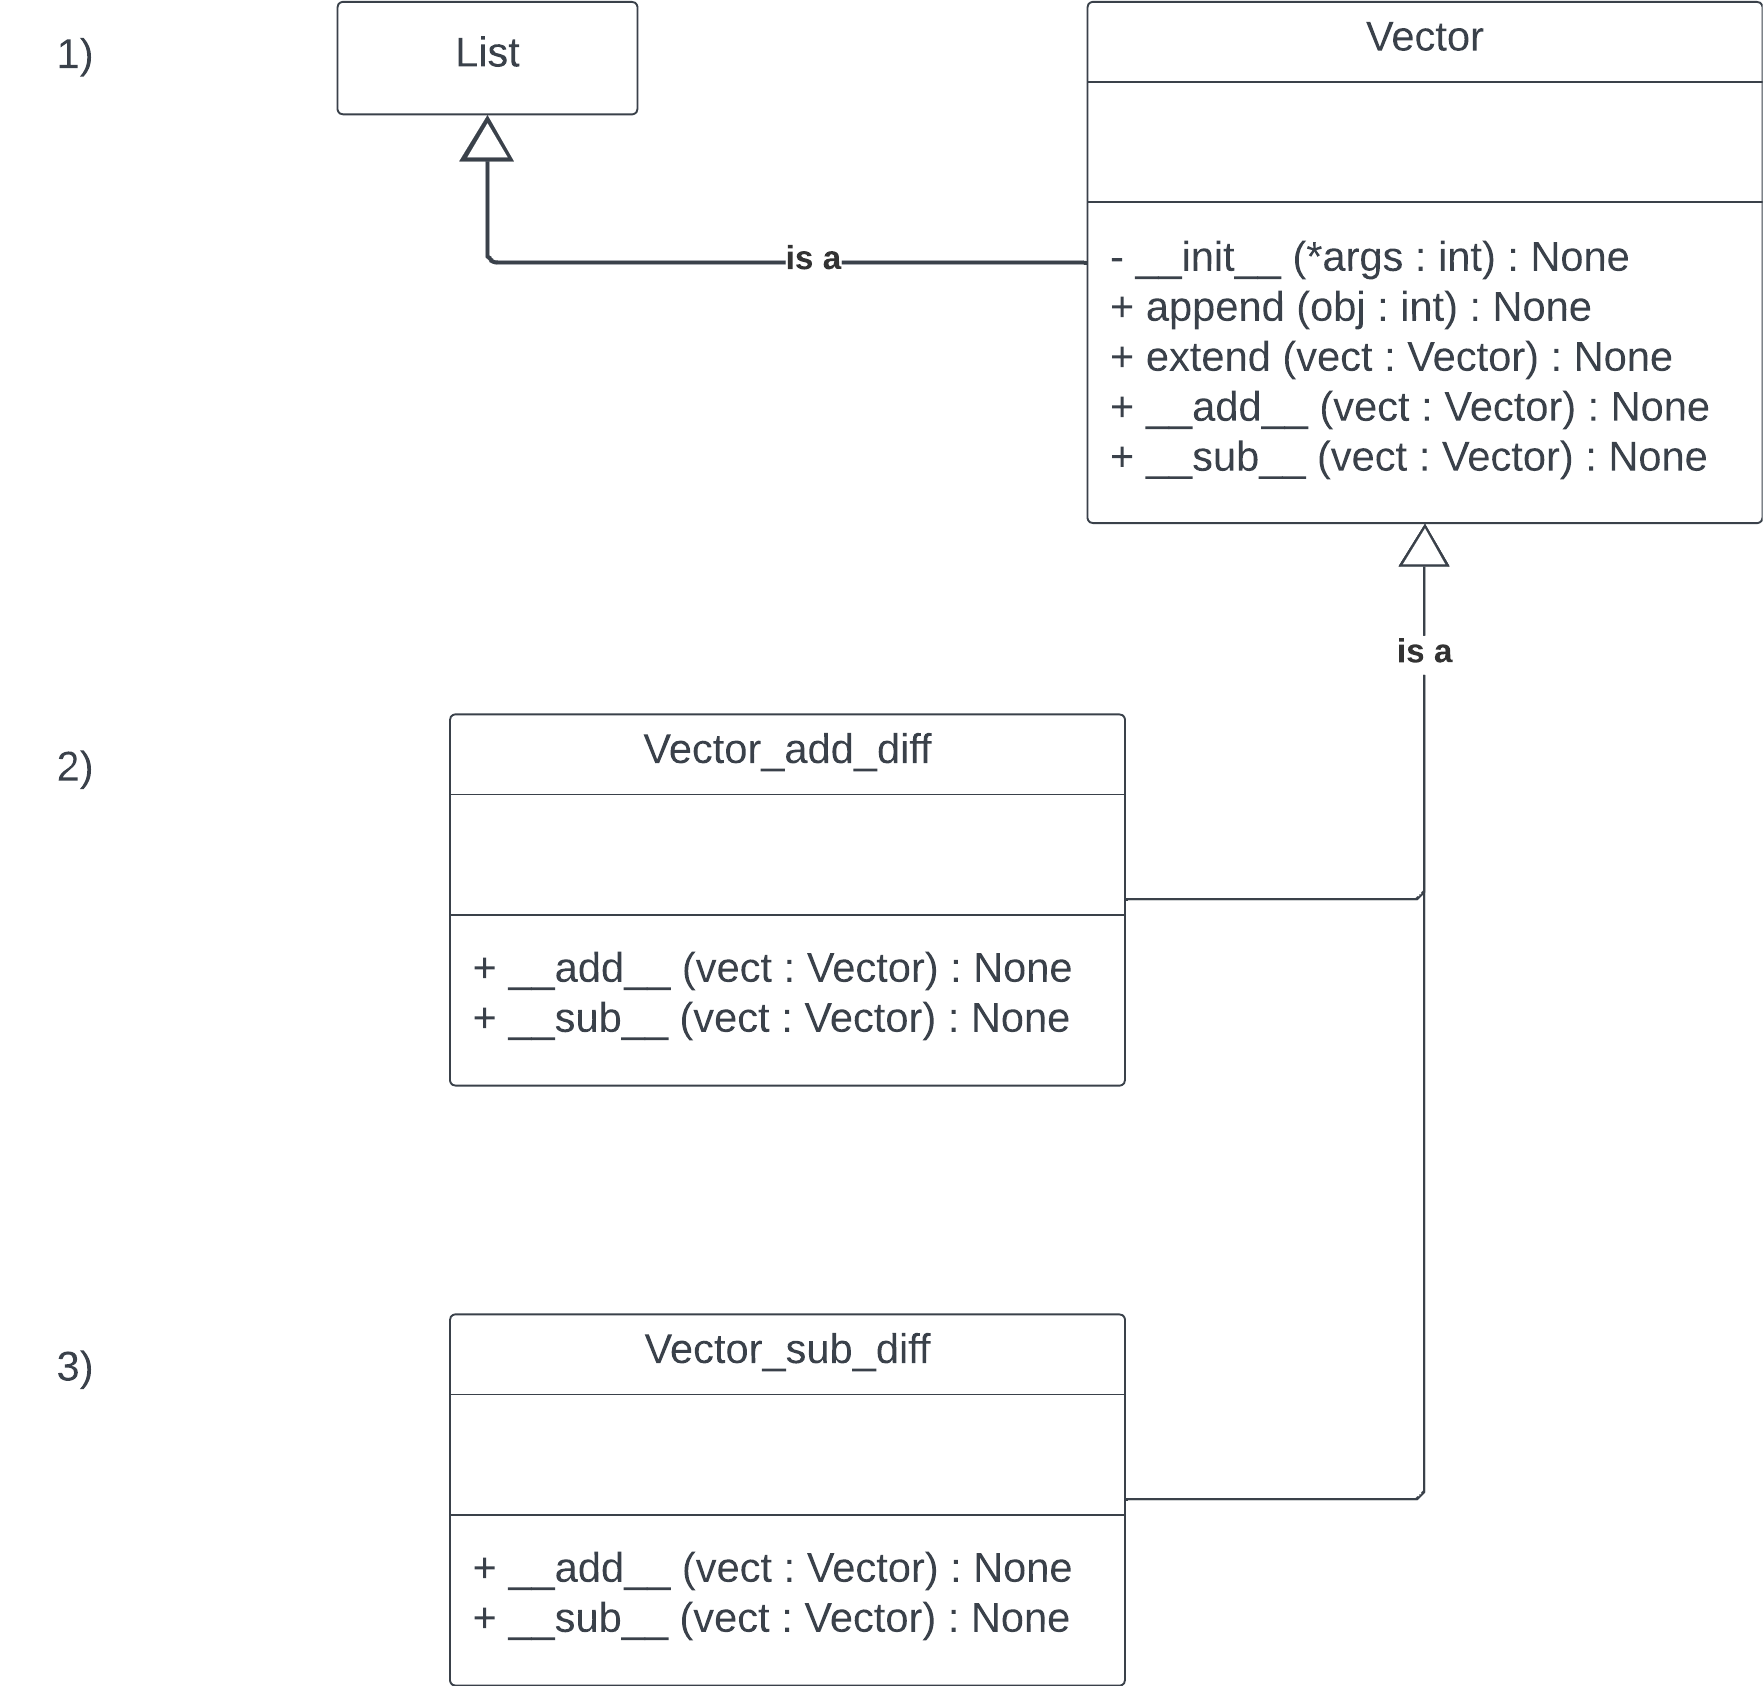 1)
List
Vector
- __init__ (*args : int) : None
+ append (obj : int) : None
+ extend (vect : Vector) : None
+ __add__ (vect : Vector) : None
+ __sub__ (vect : Vector) : None
is a
is a
2)
Vector_add_diff
+ __add__ (vect : Vector) : None
+ __sub__ (vect : Vector) : None
3)
Vector_sub_diff
+ __add__ (vect : Vector) : None
+ __sub__ (vect : Vector) : None